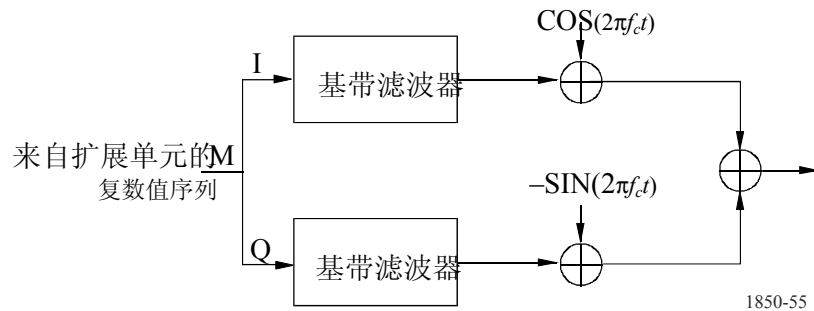 COS(2πfct)
I
基带滤波器
来自扩展单元的M
复数值序列
–SIN(2πfct)
Q
基带滤波器
1850-55